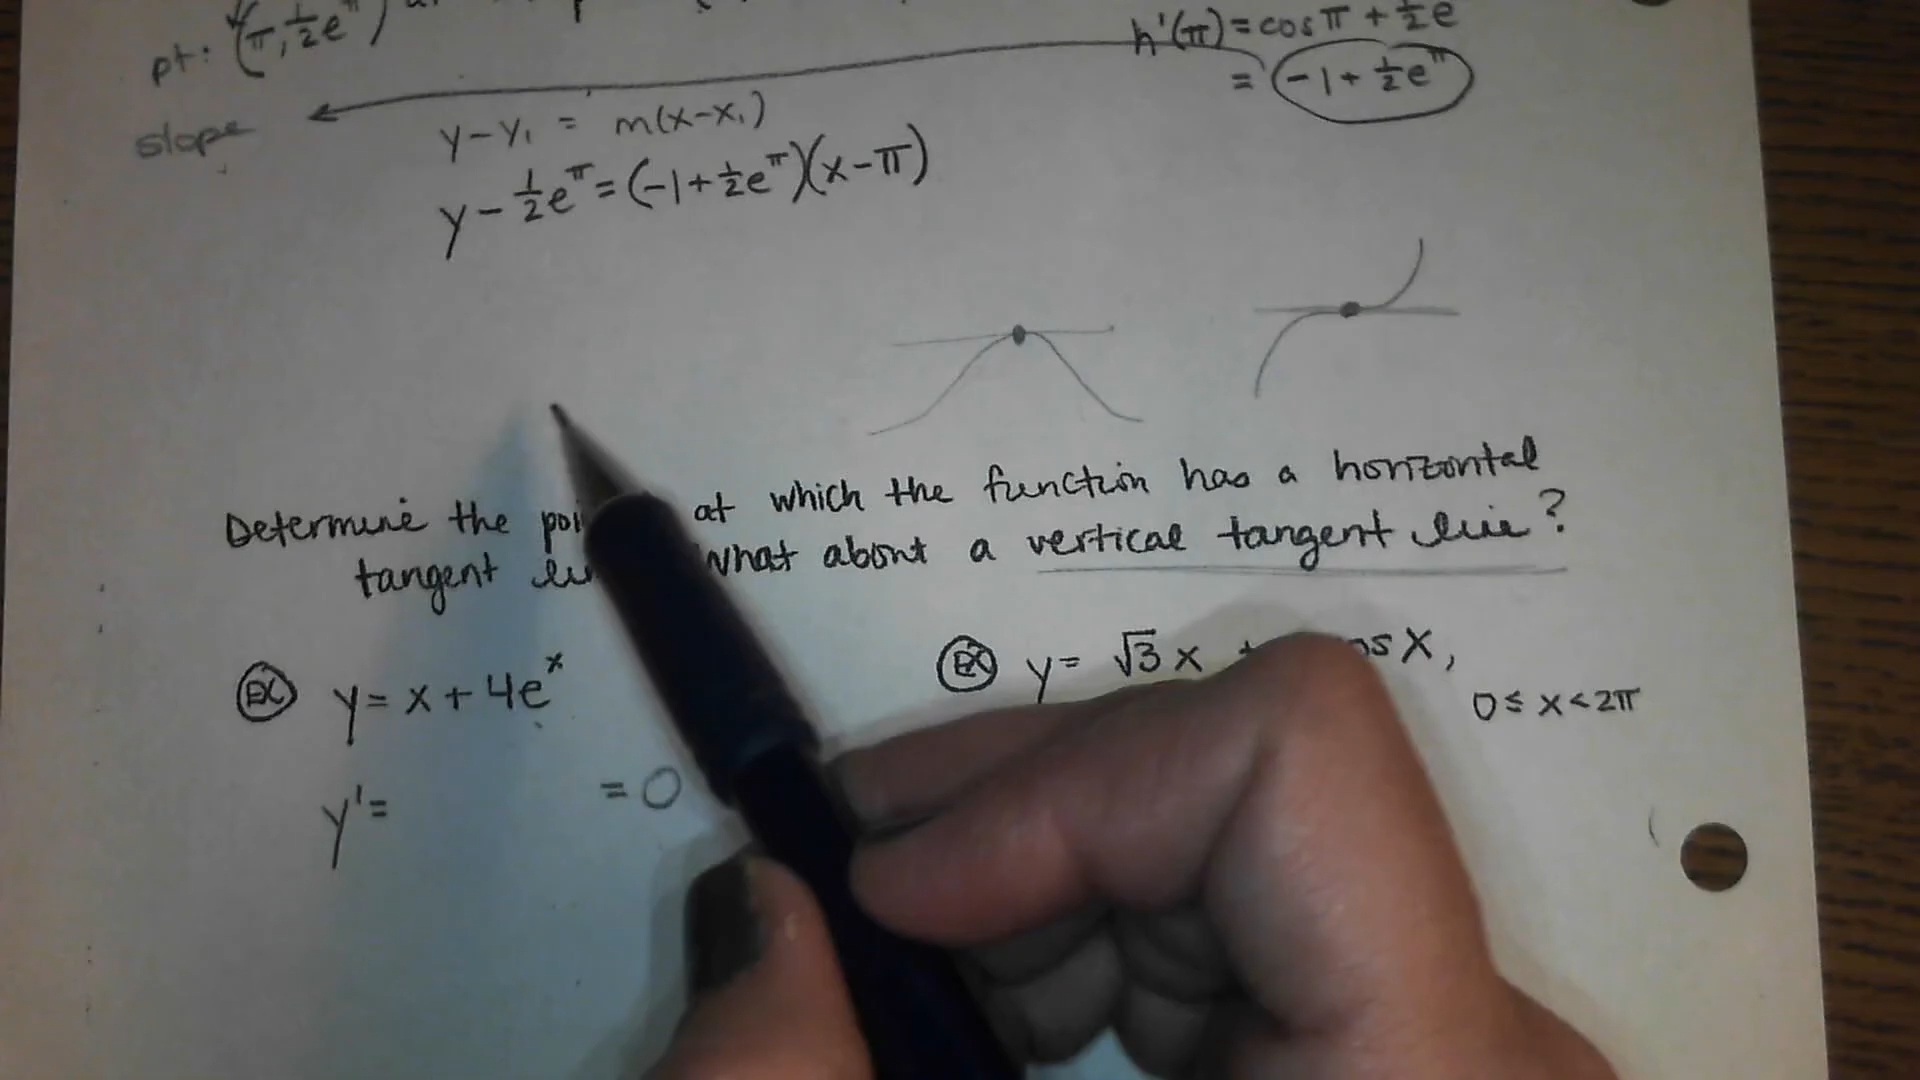 pt: (π, ½e^π)
h'(π) = cos π + ½e
= -1 + ½e^π
slope
y - y₁ = m(x - x₁)
y - ½e^π = (-1 + ½e^π)(x - π)
Determine the at which the function has a horizontal
tangent What about a vertical tangent line?
EX y = x + 4e^x
EX y = √3 x X,
0 ≤ x < 2π
y' = = 0